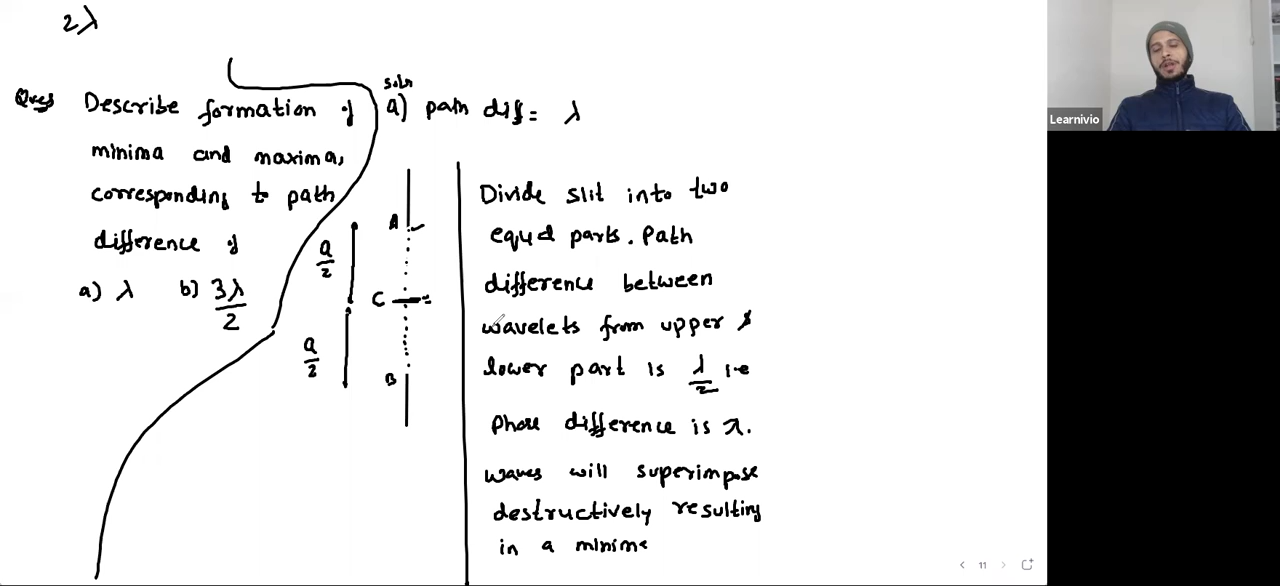 2λ
Ques Describe formation of
minima and maxima,
corresponding to path
difference of
a) λ b) 3λ/2
Soln
a) path diff = λ
A
a/2
C
a/2
B
Divide slit into two
equal parts. Path
difference between
wavelets from upper &
lower part is λ/2 i.e
Phase difference is π.
waves will superimpose
destructively resulting
in a minima
Learnivio
11